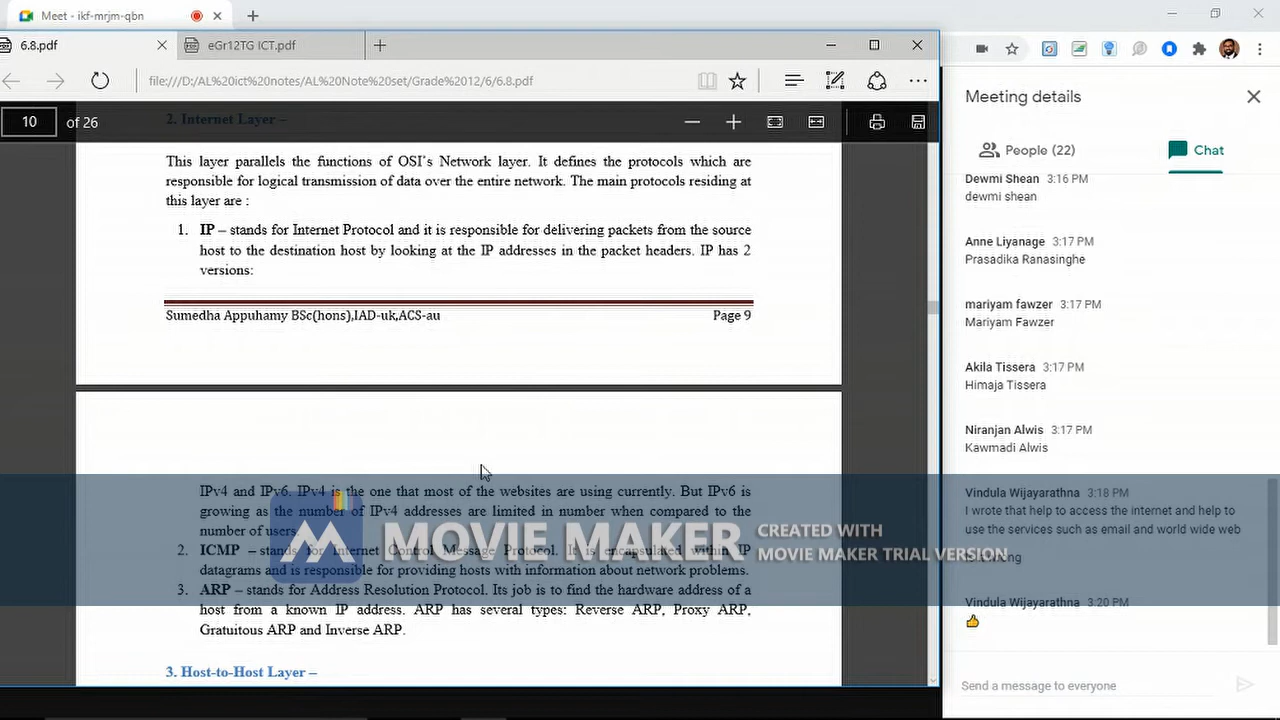 Meet - ikf-mrjm-qbn
6.8.pdf
eGr12TG ICT.pdf
file:///D:/AL%20ict%20notes/AL%20Note%20set/Grade%2012/6/6.8.pdf
10 of 26
2. Internet Layer –
This layer parallels the functions of OSI's Network layer. It defines the protocols which are
responsible for logical transmission of data over the entire network. The main protocols residing at
this layer are :
1. IP – stands for Internet Protocol and it is responsible for delivering packets from the source
host to the destination host by looking at the IP addresses in the packet headers. IP has 2
versions:
Sumedha Appuhamy BSc(hons),IAD-uk,ACS-au Page 9
IPv4 and IPv6. IPv4 is the one that most of the websites are using currently. But IPv6 is
growing as the number of IPv4 addresses are limited in number when compared to the
number of users.
2. ICMP – stands for Internet Control Message Protocol. It is encapsulated within IP
datagrams and is responsible for providing hosts with information about network problems.
3. ARP – stands for Address Resolution Protocol. Its job is to find the hardware address of a
host from a known IP address. ARP has several types: Reverse ARP, Proxy ARP,
Gratuitous ARP and Inverse ARP.
3. Host-to-Host Layer –
MOVIE MAKER
CREATED WITH
MOVIE MAKER TRIAL VERSION
Meeting details
People (22)
Chat
Dewmi Shean 3:16 PM
dewmi shean
Anne Liyanage 3:17 PM
Prasadika Ranasinghe
mariyam fawzer 3:17 PM
Mariyam Fawzer
Akila Tissera 3:17 PM
Himaja Tissera
Niranjan Alwis 3:17 PM
Kawmadi Alwis
Vindula Wijayarathna 3:18 PM
I wrote that help to access the internet and help to
use the services such as email and world wide web
wrong
Vindula Wijayarathna 3:20 PM
👍
Send a message to everyone